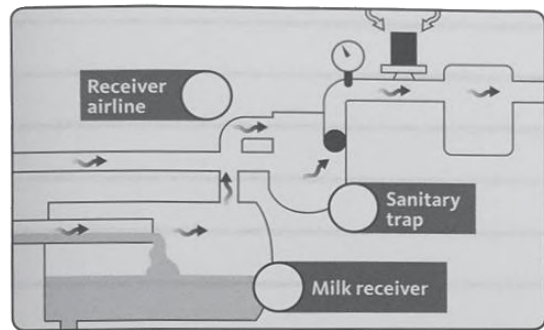 Receiver
airline
Sanitary
trap
Milk receiver